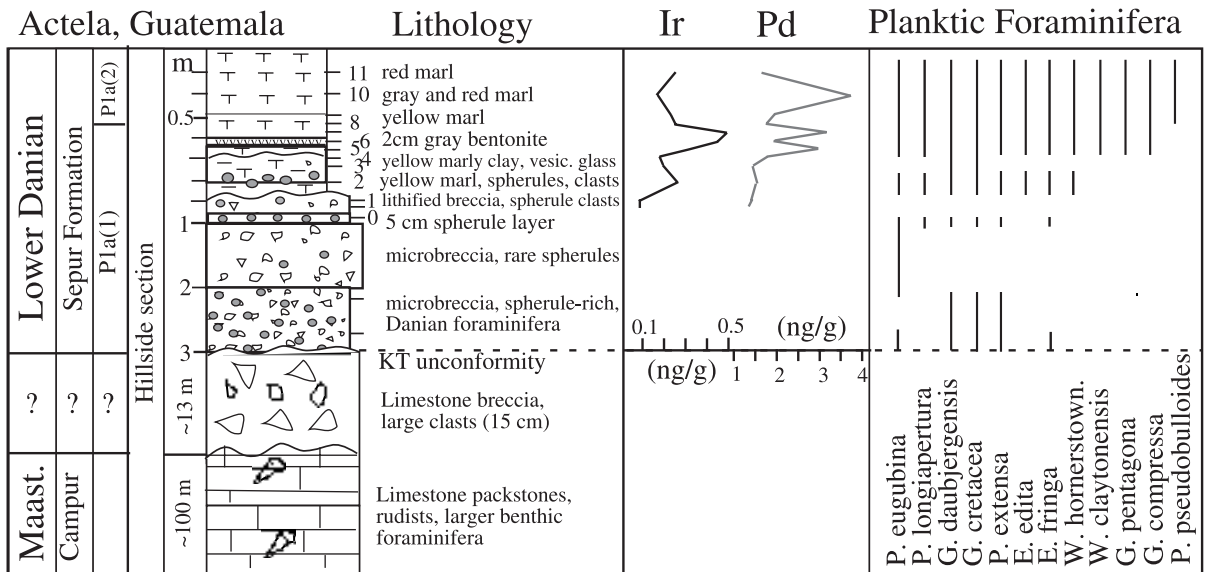 Actela, Guatemala
Lithology
Ir
Pd
Planktic Foraminifera
Lower Danian
Sepur Formation
P1a(2)
P1a(1)
Hillside section
m
0.5
1
2
3
~13 m
~100 m
11 red marl
10 gray and red marl
yellow marl
8
6 2cm gray bentonite
5
4 yellow marly clay, vesic. glass
3
2 yellow marl, spherules, clasts
1 lithified breccia, spherule clasts
0 5 cm spherule layer
microbreccia, rare spherules
microbreccia, spherule-rich,
Danian foraminifera
KT unconformity
Limestone breccia,
large clasts (15 cm)
Limestone packstones,
rudists, larger benthic
foraminifera
? ? ?
Maast.
Campur
0.1 0.5 (ng/g)
(ng/g) 1 2 3 4
P. eugubina
P. longiapertura
G. daubjergensis
G. cretacea
P. extensa
E. edita
E. fringa
W. hornerstown.
W. claytonensis
G. pentagona
G. compressa
P. pseudobulloides